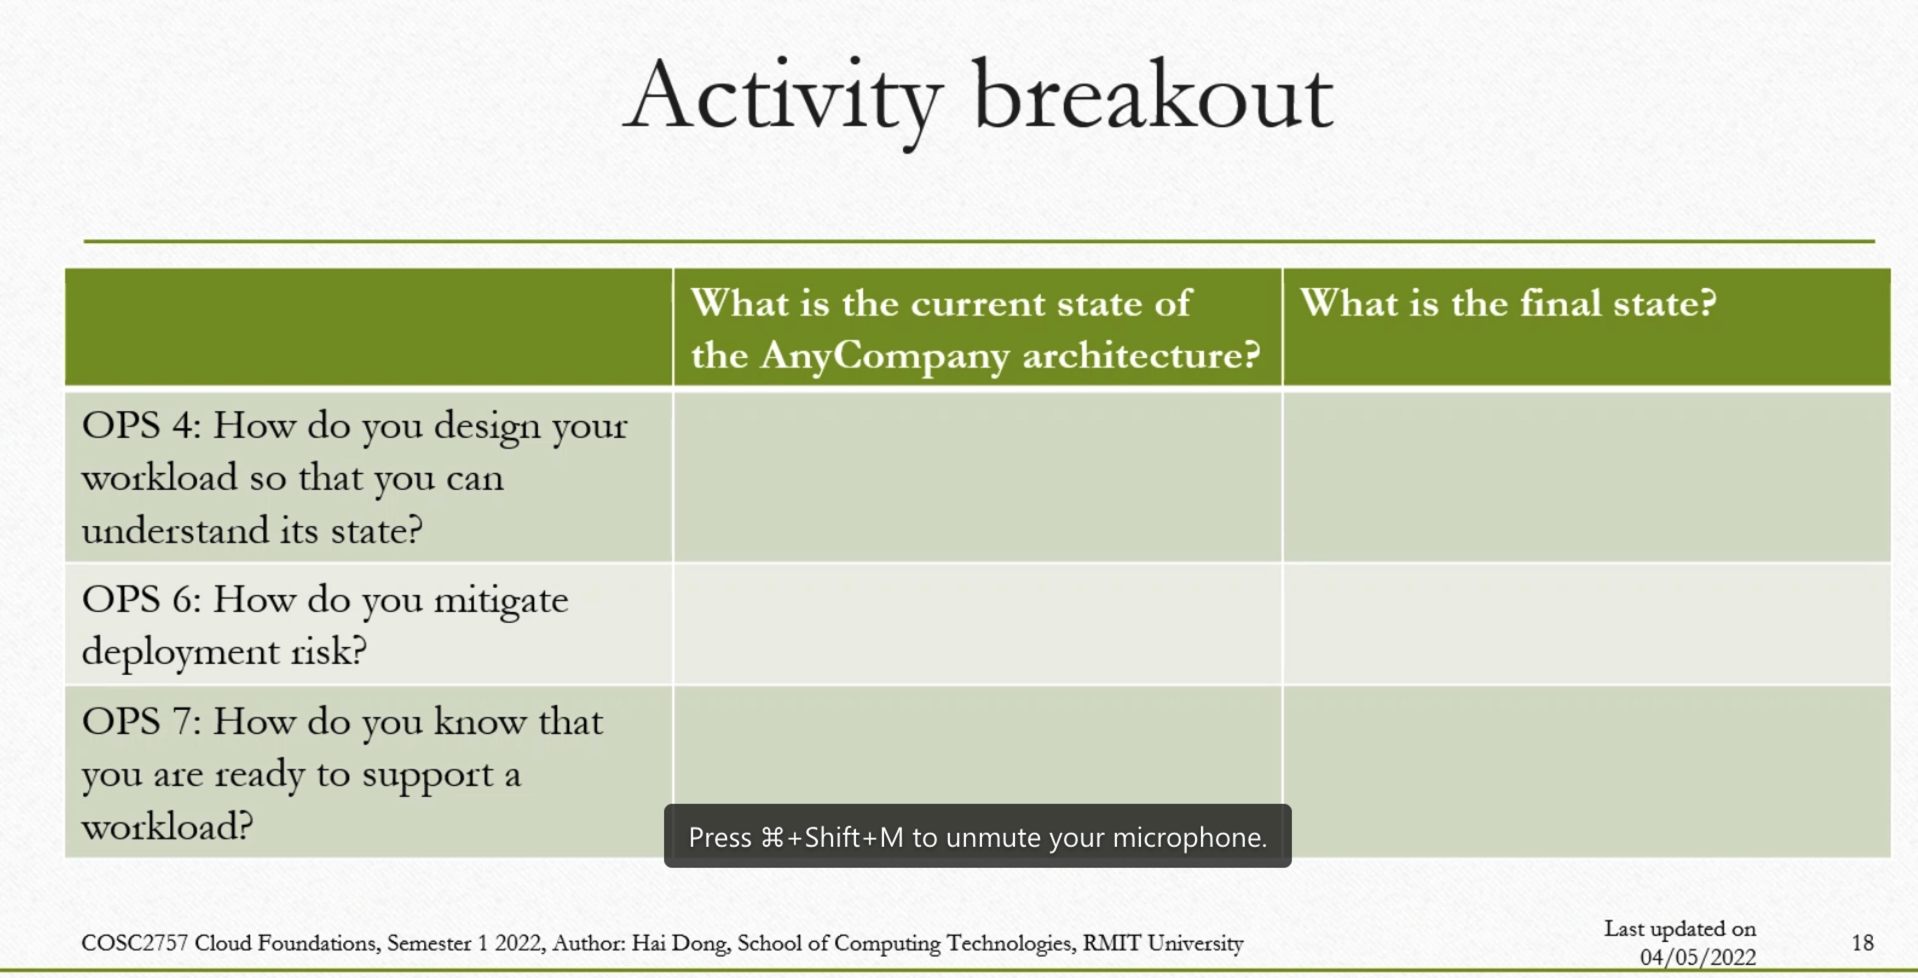 Activity breakout
What is the current state of
the AnyCompany architecture?
What is the final state?
OPS 4: How do you design your
workload so that you can
understand its state?
OPS 6: How do you mitigate
deployment risk?
OPS 7: How do you know that
you are ready to support a
workload?
Press ⌘+Shift+M to unmute your microphone.
COSC2757 Cloud Foundations, Semester 1 2022, Author: Hai Dong, School of Computing Technologies, RMIT University
Last updated on
04/05/2022
18